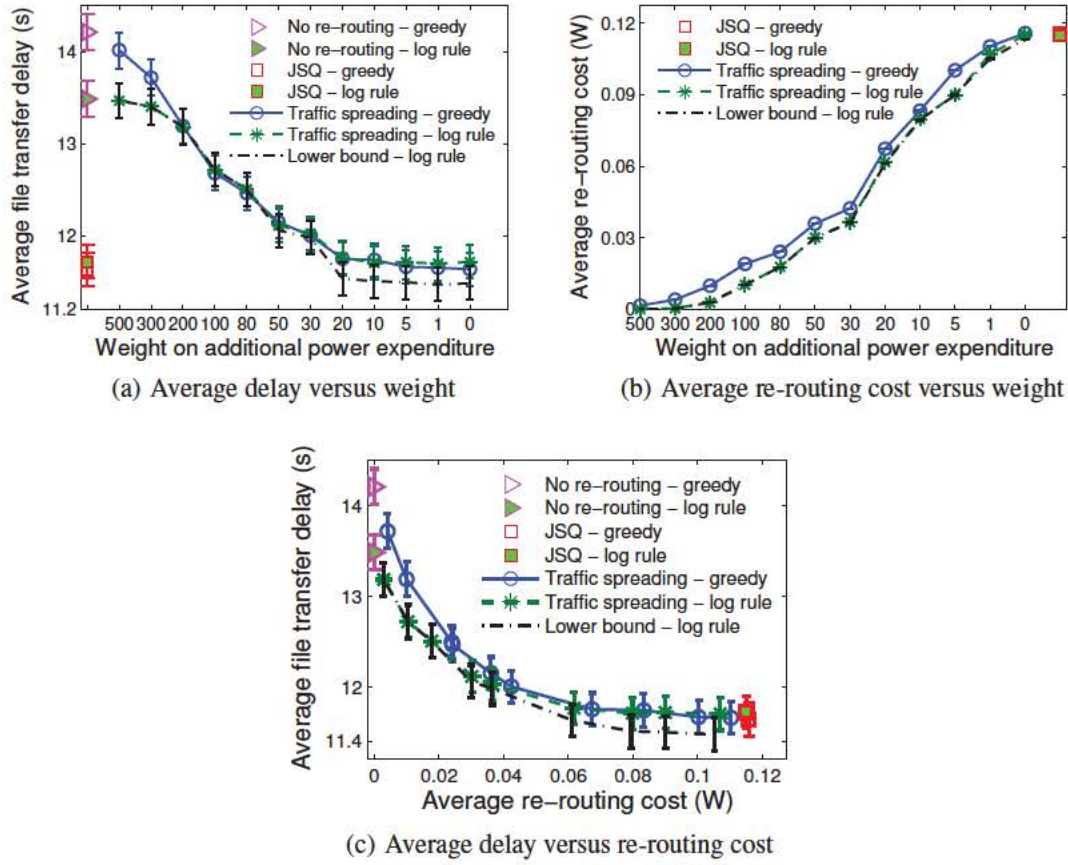 No re−routing − greedy
No re−routing − log rule
JSQ − greedy
JSQ − log rule
Traffic spreading − greedy
Traffic spreading − log rule
Lower bound − log rule
Average file transfer delay (s)
14
13
12
11.2
500 300 200 100 80 50 30 20 10 5 1 0
Weight on additional power expenditure
(a) Average delay versus weight
JSQ − greedy
JSQ − log rule
Traffic spreading − greedy
Traffic spreading − log rule
Lower bound − log rule
Average re−routing cost (W)
0.12
0.09
0.06
0.03
0
500 300 200 100 80 50 30 20 10 5 1 0
Weight on additional power expenditure
(b) Average re-routing cost versus weight
No re−routing − greedy
No re−routing − log rule
JSQ − greedy
JSQ − log rule
Traffic spreading − greedy
Traffic spreading − log rule
Lower bound − log rule
Average file transfer delay (s)
14
13
12
11.4
0 0.02 0.04 0.06 0.08 0.1 0.12
Average re−routing cost (W)
(c) Average delay versus re-routing cost